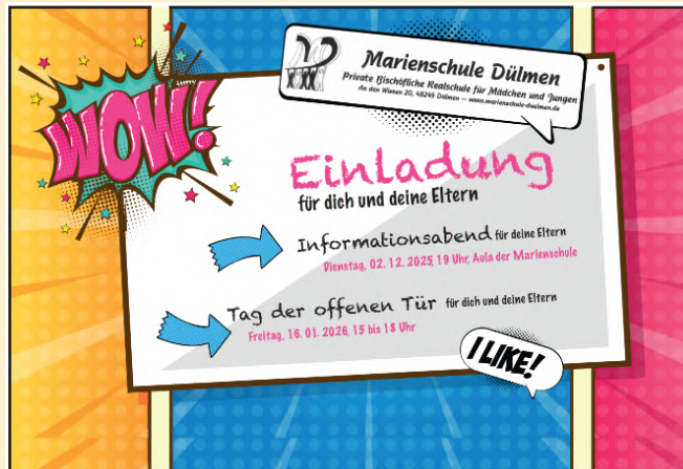 Marienschule Dülmen
Private Bischöfliche Realschule für Mädchen und Jungen
An den Wiesen 20, 48249 Dülmen — www.marienschule-duelmen.de
WOW!
Einladung
für dich und deine Eltern
Informationsabend für deine Eltern
Dienstag, 02. 12. 2025, 19 Uhr, Aula der Marienschule
Tag der offenen Tür für dich und deine Eltern
Freitag, 16. 01. 2026, 15 bis 18 Uhr
I LIKE!